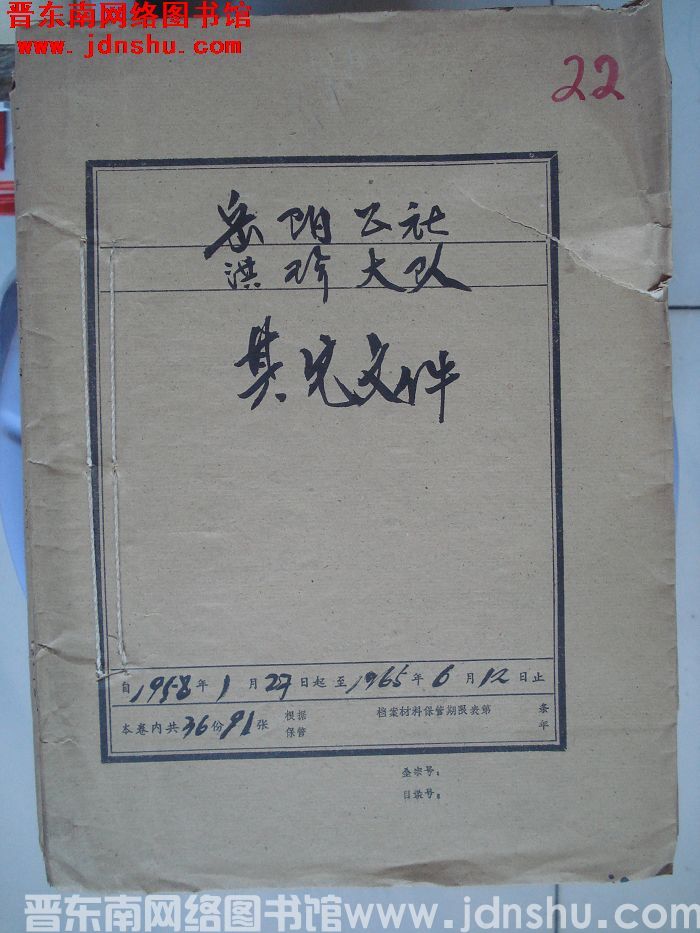 晋东南网络图书馆
www.jdnshu.com
22
岳阳公社
洪珍大队
其它文件
自1958年1月27日起至1965年6月12日止
本卷内共36份91张 根据 保管 档案材料保管期限表第 条 年
全宗号:
目录号:
晋东南网络图书馆www.jdnshu.com